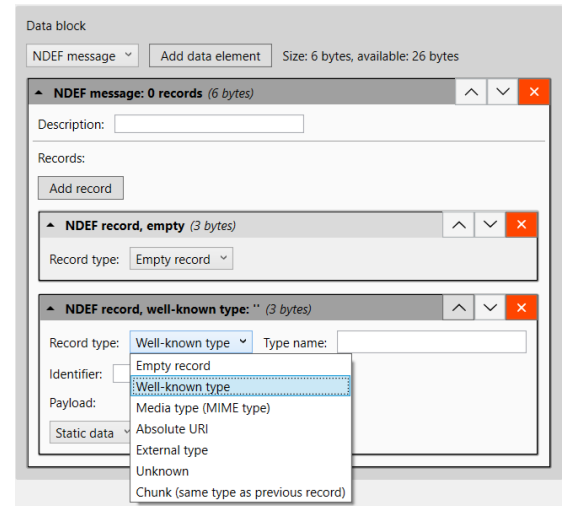 Data block
NDEF message Add data element Size: 6 bytes, available: 26 bytes
NDEF message: 0 records (6 bytes)
Description:
Records:
Add record
NDEF record, empty (3 bytes)
Record type: Empty record
NDEF record, well-known type: '' (3 bytes)
Record type: Well-known type Type name:
Identifier:
Payload:
Static data
Empty record
Well-known type
Media type (MIME type)
Absolute URI
External type
Unknown
Chunk (same type as previous record)